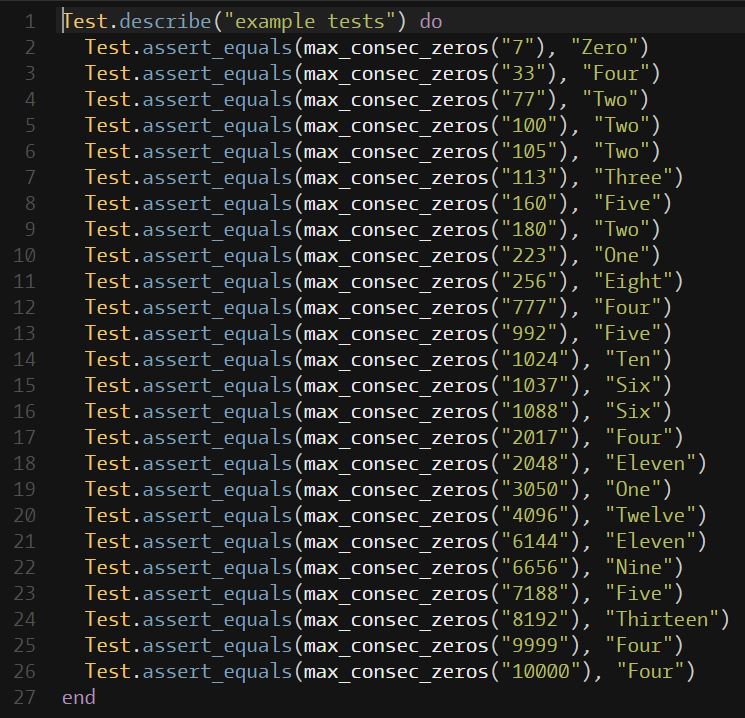 1 Test.describe("example tests") do
2 Test.assert_equals(max_consec_zeros("7"), "Zero")
3 Test.assert_equals(max_consec_zeros("33"), "Four")
4 Test.assert_equals(max_consec_zeros("77"), "Two")
5 Test.assert_equals(max_consec_zeros("100"), "Two")
6 Test.assert_equals(max_consec_zeros("105"), "Two")
7 Test.assert_equals(max_consec_zeros("113"), "Three")
8 Test.assert_equals(max_consec_zeros("160"), "Five")
9 Test.assert_equals(max_consec_zeros("180"), "Two")
10 Test.assert_equals(max_consec_zeros("223"), "One")
11 Test.assert_equals(max_consec_zeros("256"), "Eight")
12 Test.assert_equals(max_consec_zeros("777"), "Four")
13 Test.assert_equals(max_consec_zeros("992"), "Five")
14 Test.assert_equals(max_consec_zeros("1024"), "Ten")
15 Test.assert_equals(max_consec_zeros("1037"), "Six")
16 Test.assert_equals(max_consec_zeros("1088"), "Six")
17 Test.assert_equals(max_consec_zeros("2017"), "Four")
18 Test.assert_equals(max_consec_zeros("2048"), "Eleven")
19 Test.assert_equals(max_consec_zeros("3050"), "One")
20 Test.assert_equals(max_consec_zeros("4096"), "Twelve")
21 Test.assert_equals(max_consec_zeros("6144"), "Eleven")
22 Test.assert_equals(max_consec_zeros("6656"), "Nine")
23 Test.assert_equals(max_consec_zeros("7188"), "Five")
24 Test.assert_equals(max_consec_zeros("8192"), "Thirteen")
25 Test.assert_equals(max_consec_zeros("9999"), "Four")
26 Test.assert_equals(max_consec_zeros("10000"), "Four")
27 end